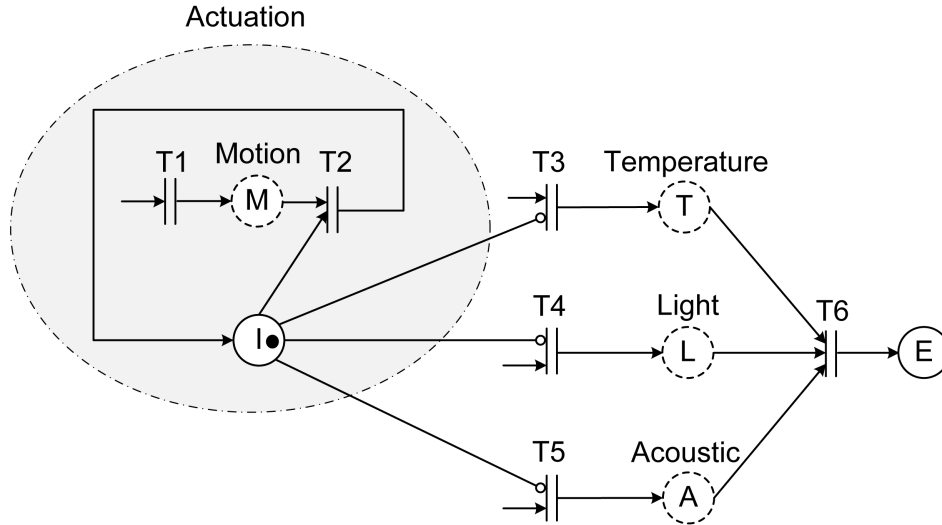 Actuation
T1
Motion
T2
T3
Temperature
M
T
I
T4
Light
T6
L
E
T5
Acoustic
A